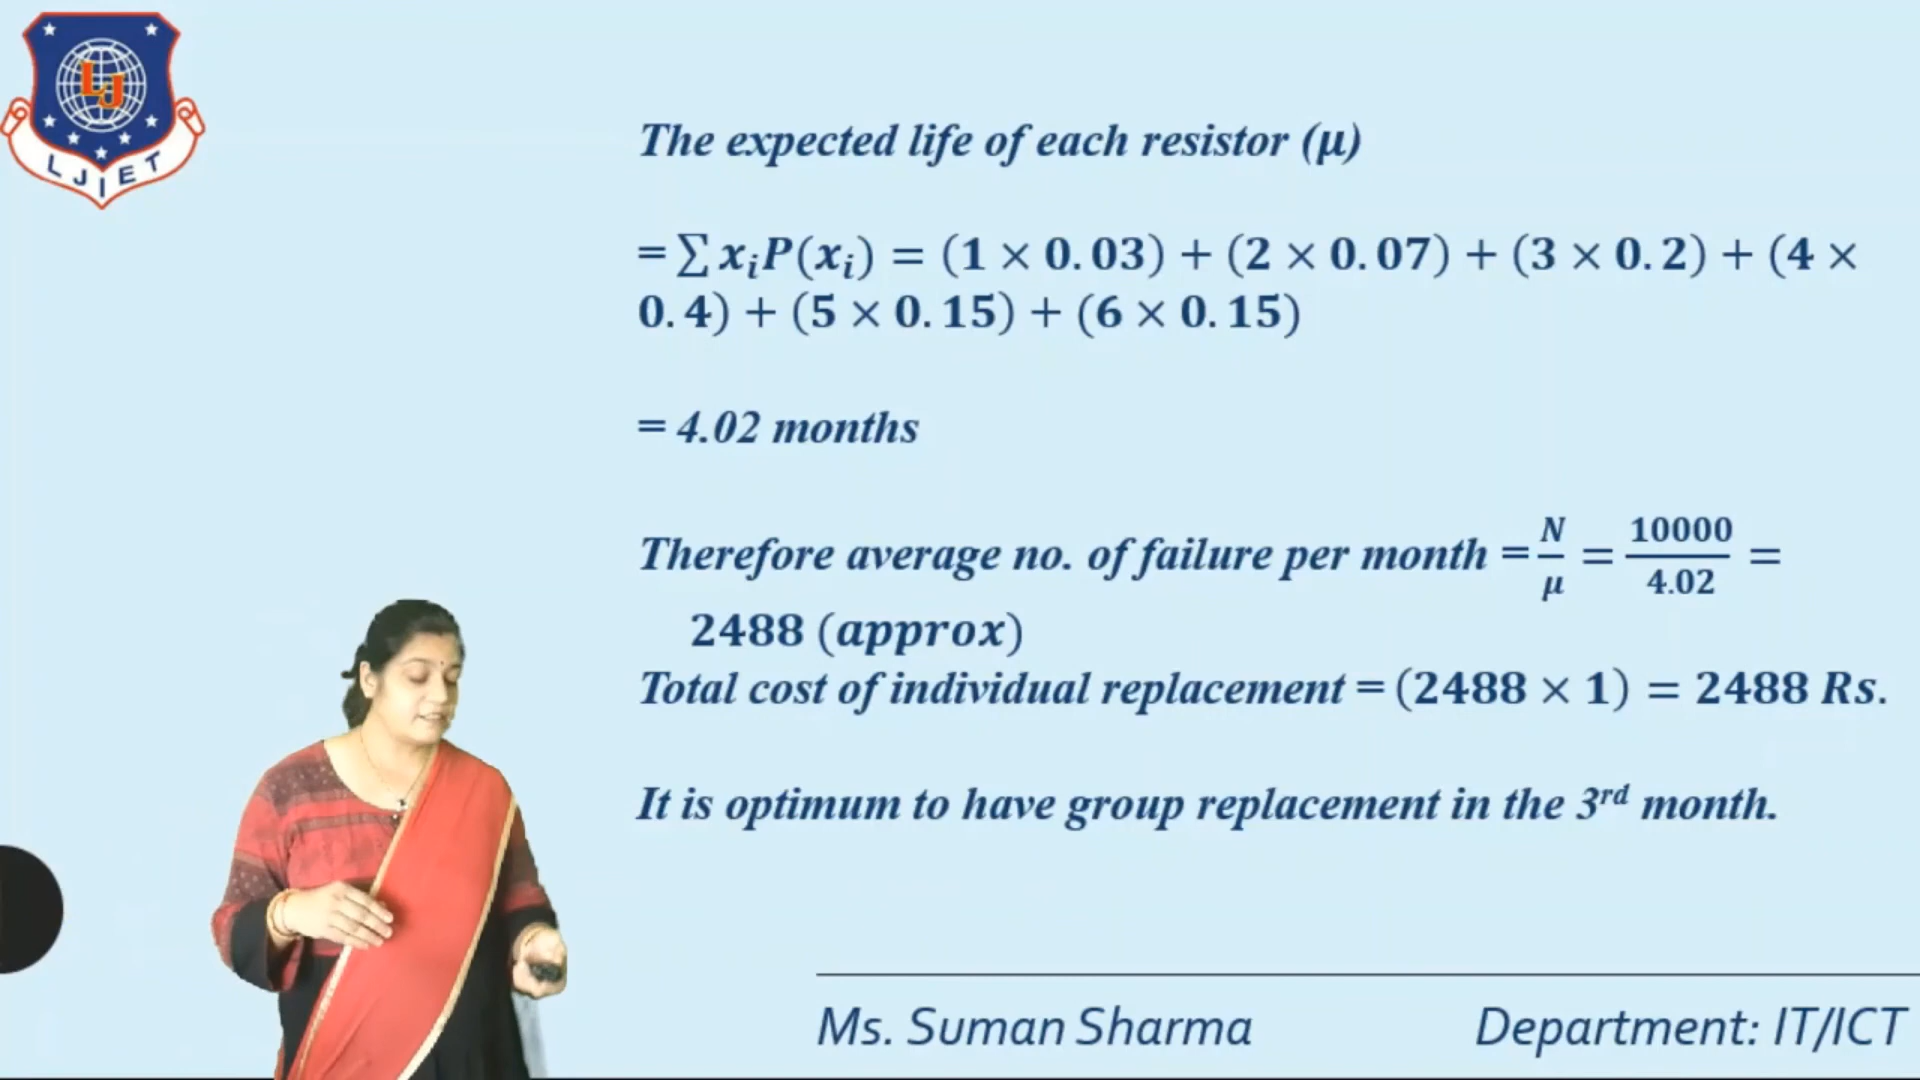 LJ
LJIET
The expected life of each resistor (μ)
= ∑ xᵢP(xᵢ) = (1 × 0.03) + (2 × 0.07) + (3 × 0.2) + (4 ×
0.4) + (5 × 0.15) + (6 × 0.15)
= 4.02 months
Therefore average no. of failure per month = N/μ = 10000/4.02 =
2488 (approx)
Total cost of individual replacement = (2488 × 1) = 2488 Rs.
It is optimum to have group replacement in the 3ʳᵈ month.
Ms. Suman Sharma Department: IT/ICT